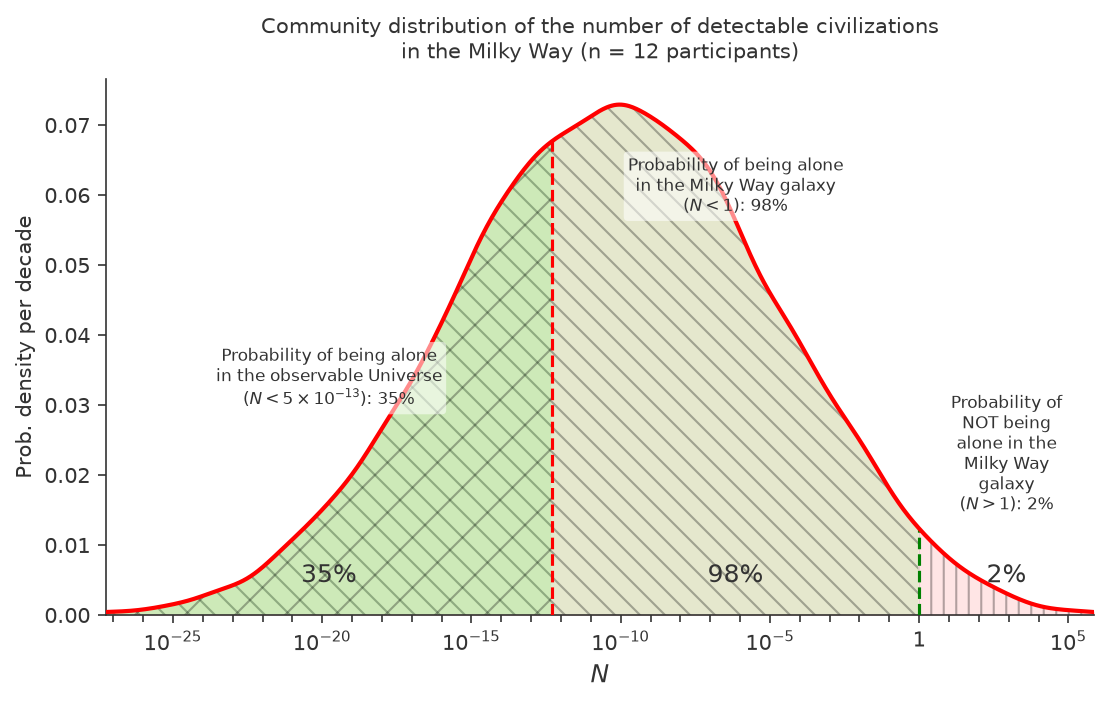 Community distribution of the number of detectable civilizations
in the Milky Way (n = 12 participants)
Prob. density per decade
0.07
0.06
0.05
0.04
0.03
0.02
0.01
0.00
Probability of being alone
in the Milky Way galaxy
(N < 1): 98%
Probability of being alone
in the observable Universe
(N < 5 × 10⁻¹³): 35%
Probability of
NOT being
alone in the
Milky Way
galaxy
(N > 1): 2%
35%
98%
2%
10⁻²⁵
10⁻²⁰
10⁻¹⁵
10⁻¹⁰
10⁻⁵
1
10⁵
N